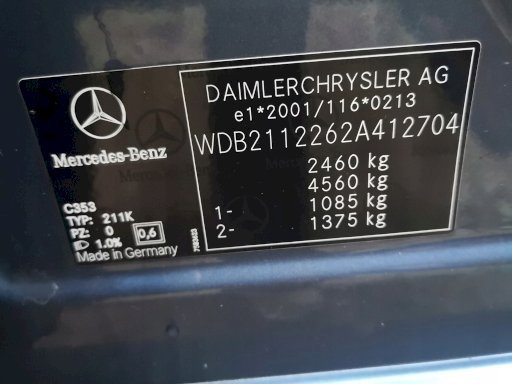 DAIMLERCHRYSLER AG
e1*2001/116*0213
WDB2112262A412704
2460 kg
4560 kg
1- 1085 kg
2- 1375 kg
Mercedes-Benz
C353
TYP: 211K
PZ: 0
1.0% 0,6
Made in Germany